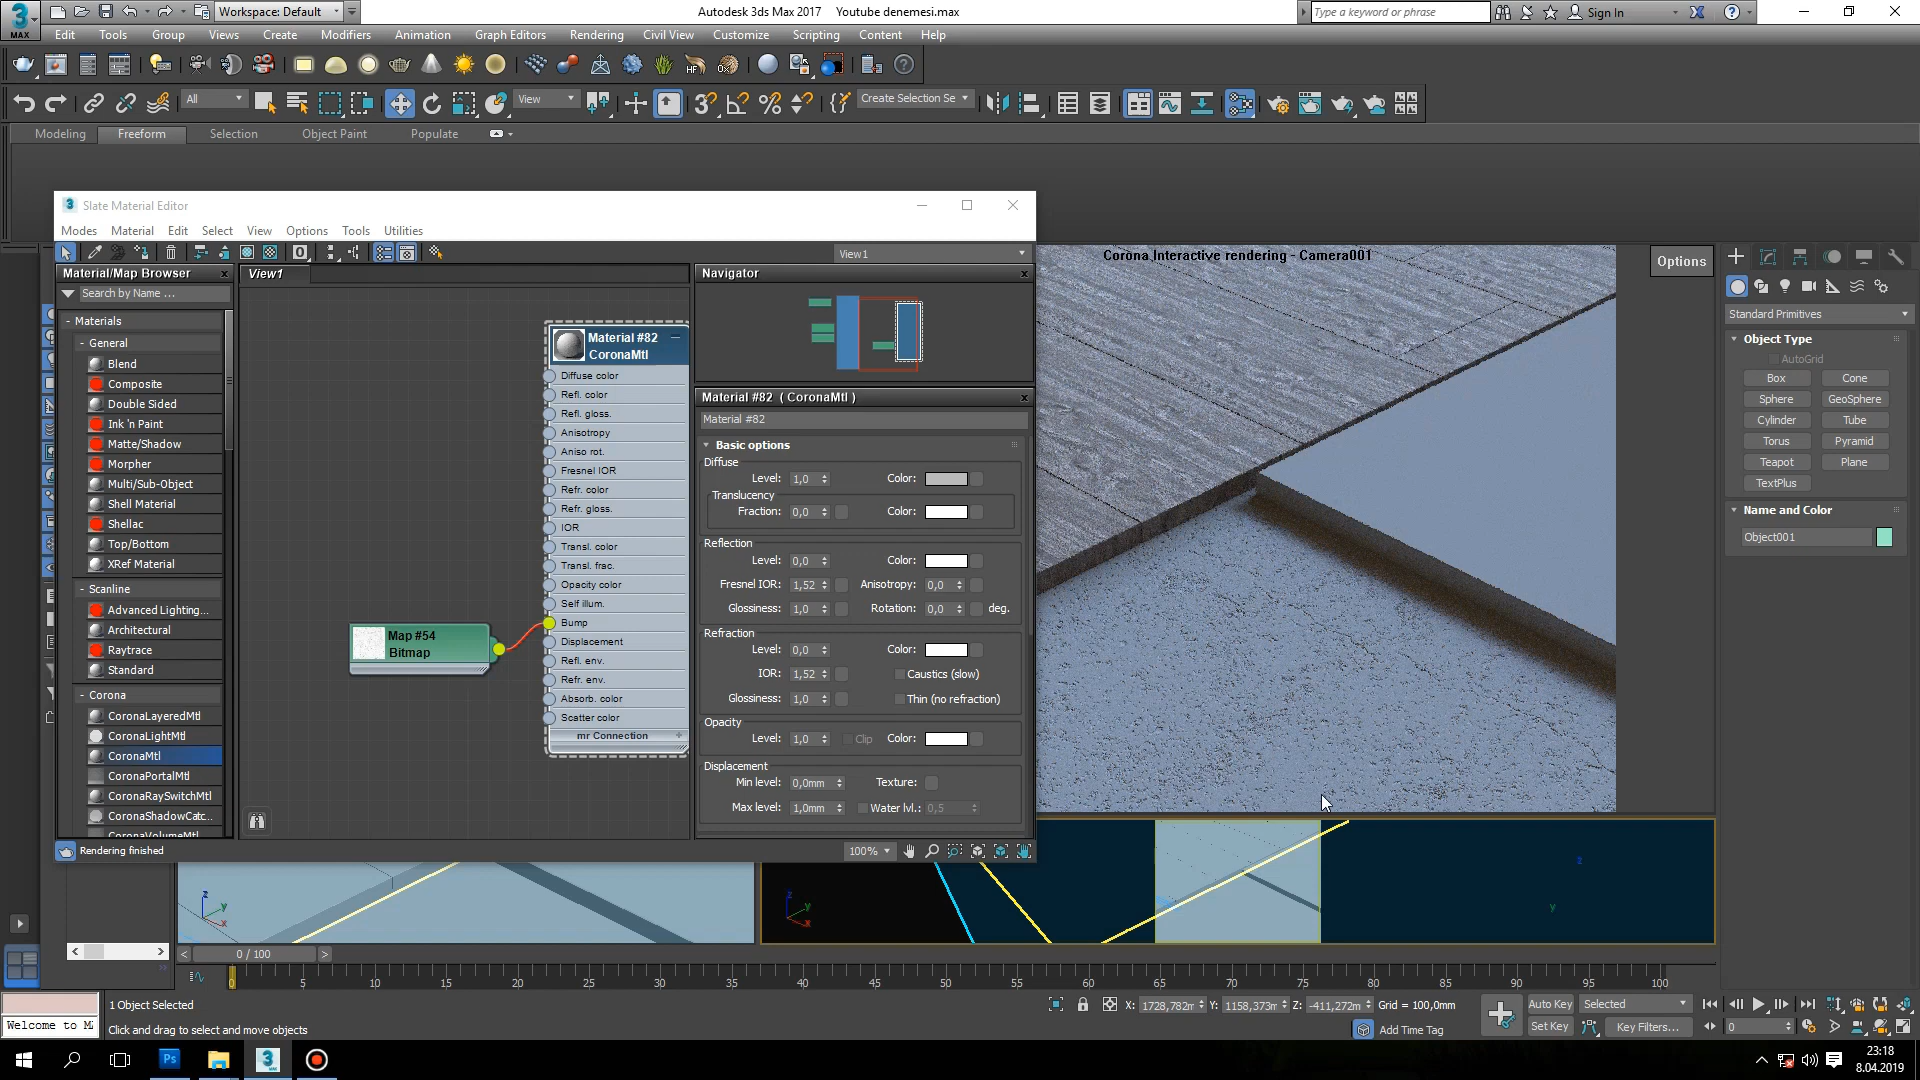 3
MAX
Workspace: Default
Autodesk 3ds Max 2017    Youtube denemesi.max
Type a keyword or phrase
Sign In
Edit
Tools
Group
Views
Create
Modifiers
Animation
Graph Editors
Rendering
Civil View
Customize
Scripting
Content
Help
All
View
Create Selection Se
Modeling
Freeform
Selection
Object Paint
Populate
Slate Material Editor
Modes
Material
Edit
Select
View
Options
Tools
Utilities
View1
Material/Map Browser
Search by Name ...
- Materials
- General
Blend
Composite
Double Sided
Ink 'n Paint
Matte/Shadow
Morpher
Multi/Sub-Object
Shell Material
Shellac
Top/Bottom
XRef Material
- Scanline
Advanced Lighting...
Architectural
Raytrace
Standard
- Corona
CoronaLayeredMtl
CoronaLightMtl
CoronaMtl
CoronaPortalMtl
CoronaRaySwitchMtl
CoronaShadowCatc...
CoronaVolumeMtl
View1
Material #82
CoronaMtl
Diffuse color
Refl. color
Refl. gloss.
Anisotropy
Aniso rot.
Fresnel IOR
Refr. color
Refr. gloss.
IOR
Transl. color
Transl. frac.
Opacity color
Self illum.
Bump
Displacement
Refl. env.
Refr. env.
Absorb. color
Scatter color
mr Connection
Map #54
Bitmap
Navigator
Material #82 ( CoronaMtl )
Material #82
Basic options
Diffuse
Level: 1,0 Color:
Translucency
Fraction: 0,0 Color:
Reflection
Level: 0,0 Color:
Fresnel IOR: 1,52 Anisotropy: 0,0
Glossiness: 1,0 Rotation: 0,0 deg.
Refraction
Level: 0,0 Color:
IOR: 1,52 Caustics (slow)
Glossiness: 1,0 Thin (no refraction)
Opacity
Level: 1,0 Clip Color:
Displacement
Min level: 0,0mm Texture:
Max level: 1,0mm Water lvl.: 0,5
Rendering finished
100%
Corona Interactive rendering - Camera001
Options
Standard Primitives
Object Type
AutoGrid
Box
Cone
Sphere
GeoSphere
Cylinder
Tube
Torus
Pyramid
Teapot
Plane
TextPlus
Name and Color
Object001
z
y
x
z
y
x
z
y
0 / 100
0 5 10 15 20 25 30 35 40 45 50 55 60 65 70 75 80 85 90 95 100
1 Object Selected
X: 1728,782m Y: 1158,373m Z: -411,272m Grid = 100,0mm
Auto Key
Selected
Welcome to M
Click and drag to select and move objects
Add Time Tag
Set Key
Key Filters...
0
Ps
3
23:18
8.04.2019